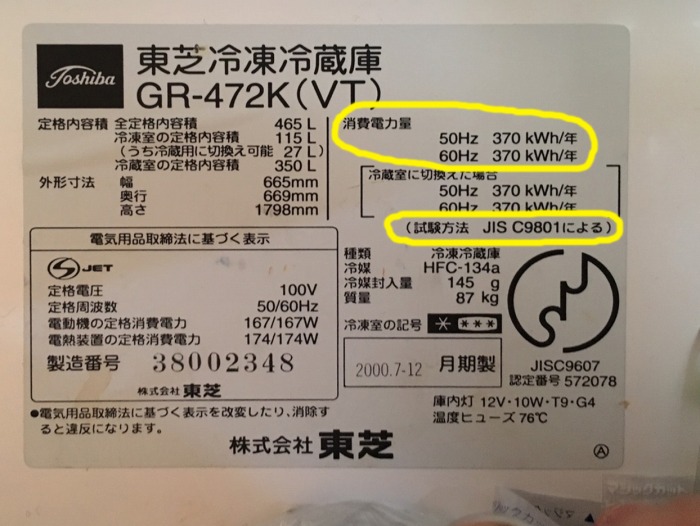 Toshiba
東芝冷凍冷蔵庫
GR-472K(VT)
定格内容積 全定格内容積 465 L
冷凍室の定格内容積 115 L
(うち冷蔵用に切換え可能 27 L)
冷蔵室の定格内容積 350 L
外形寸法 幅 665mm
奥行 669mm
高さ 1798mm
消費電力量
50Hz 370 kWh/年
60Hz 370 kWh/年
冷蔵室に切換えた場合
50Hz 370 kWh/年
60Hz 370 kWh/年
(試験方法 JIS C9801による)
電気用品取締法に基づく表示
S JET
定格電圧 100V
定格周波数 50/60Hz
電動機の定格消費電力 167/167W
電熱装置の定格消費電力 174/174W
製造番号 38002348
株式会社 東芝
種類 冷凍冷蔵庫
冷媒 HFC-134a
冷媒封入量 145 g
質量 87 kg
冷凍室の記号 * ***
2000.7-12 月期製
JISC9607
認定番号 572078
●電気用品取締法に基づく表示を改変したり、消除す
ると違反になります。
庫内灯 12V・10W・T9・G4
温度ヒューズ 76℃
株式会社 東芝
A
マジックカット